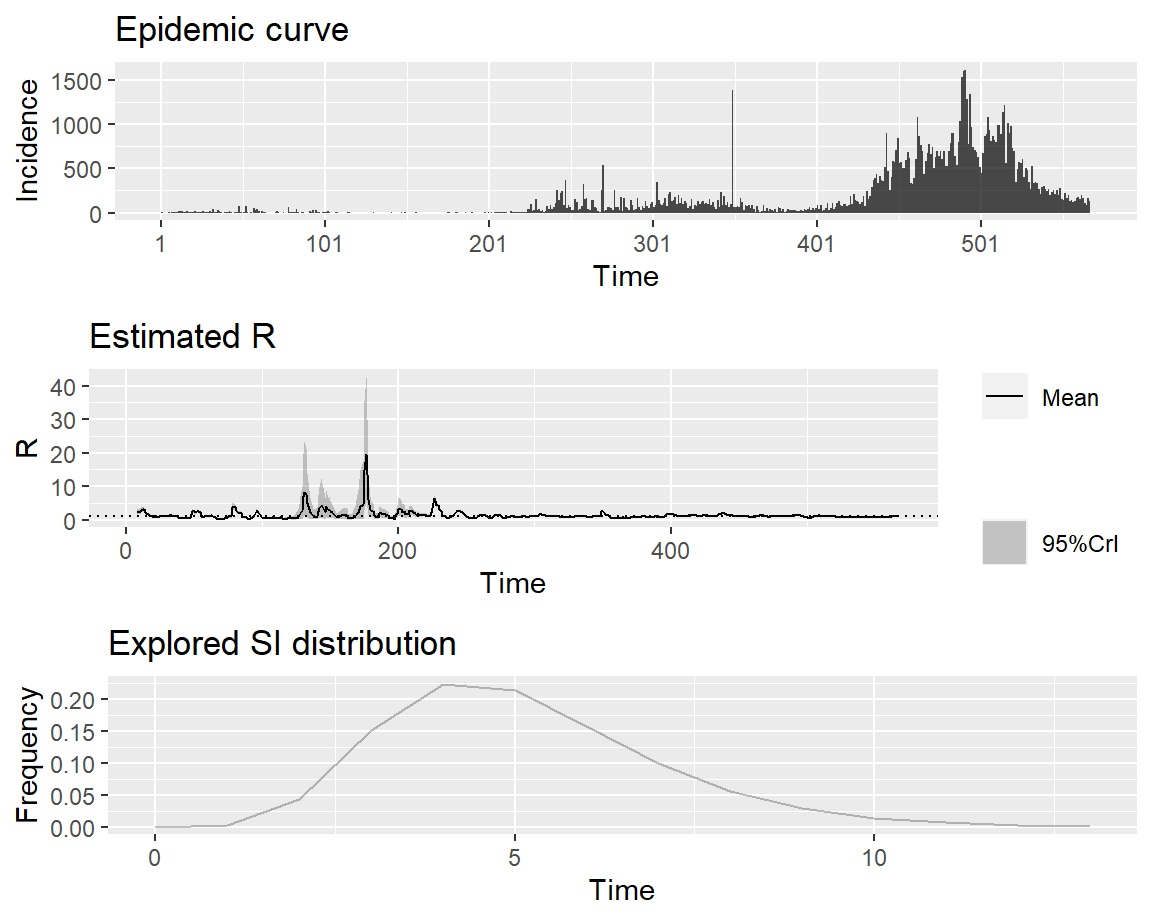 Epidemic curve
Incidence
1500
1000
500
0
1 101 201 301 401 501
Time
Estimated R
R
40
30
20
10
0
0 200 400
Time
Mean
95%CrI
Explored SI distribution
Frequency
0.20
0.15
0.10
0.05
0.00
0 5 10
Time